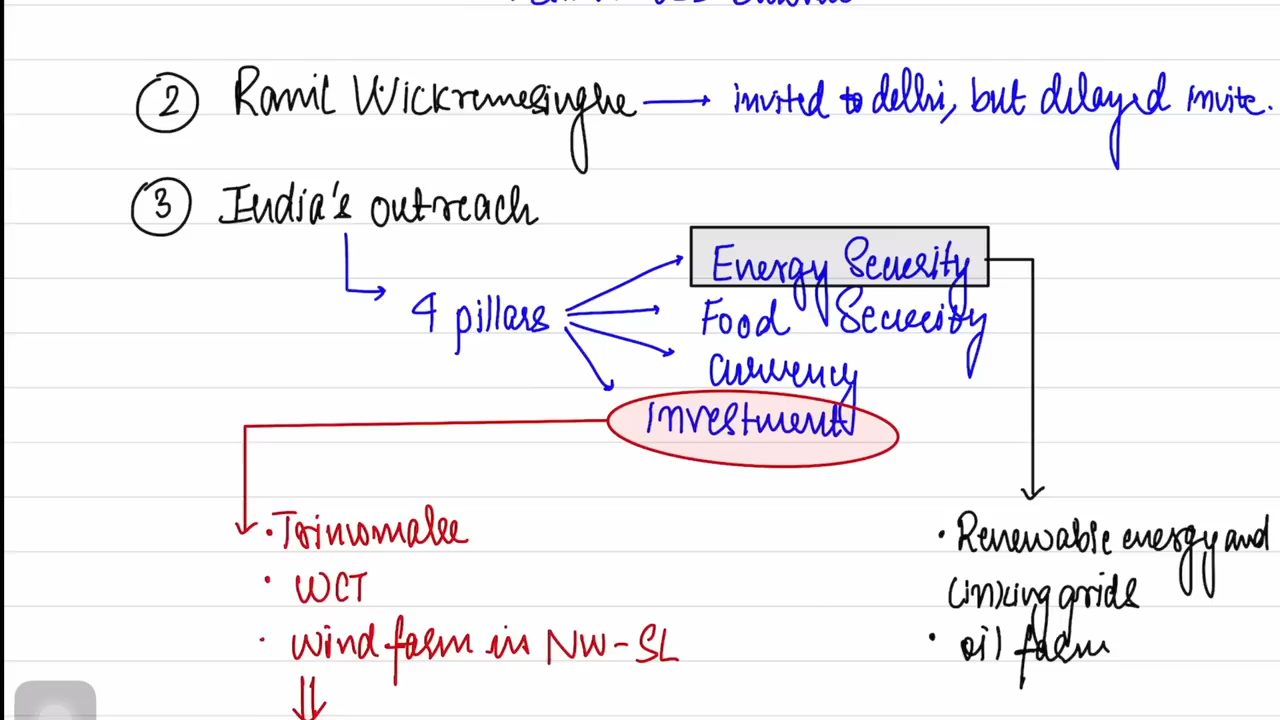 ② Ranil Wickremesinghe → invited to delhi, but delayed invite.
③ India's outreach
4 pillars
Energy Security
Food Security
Currency
Investment
• Trincomalee
• WCT
• Wind farm in NW-SL
• Renewable energy and
linking grids
• oil farm